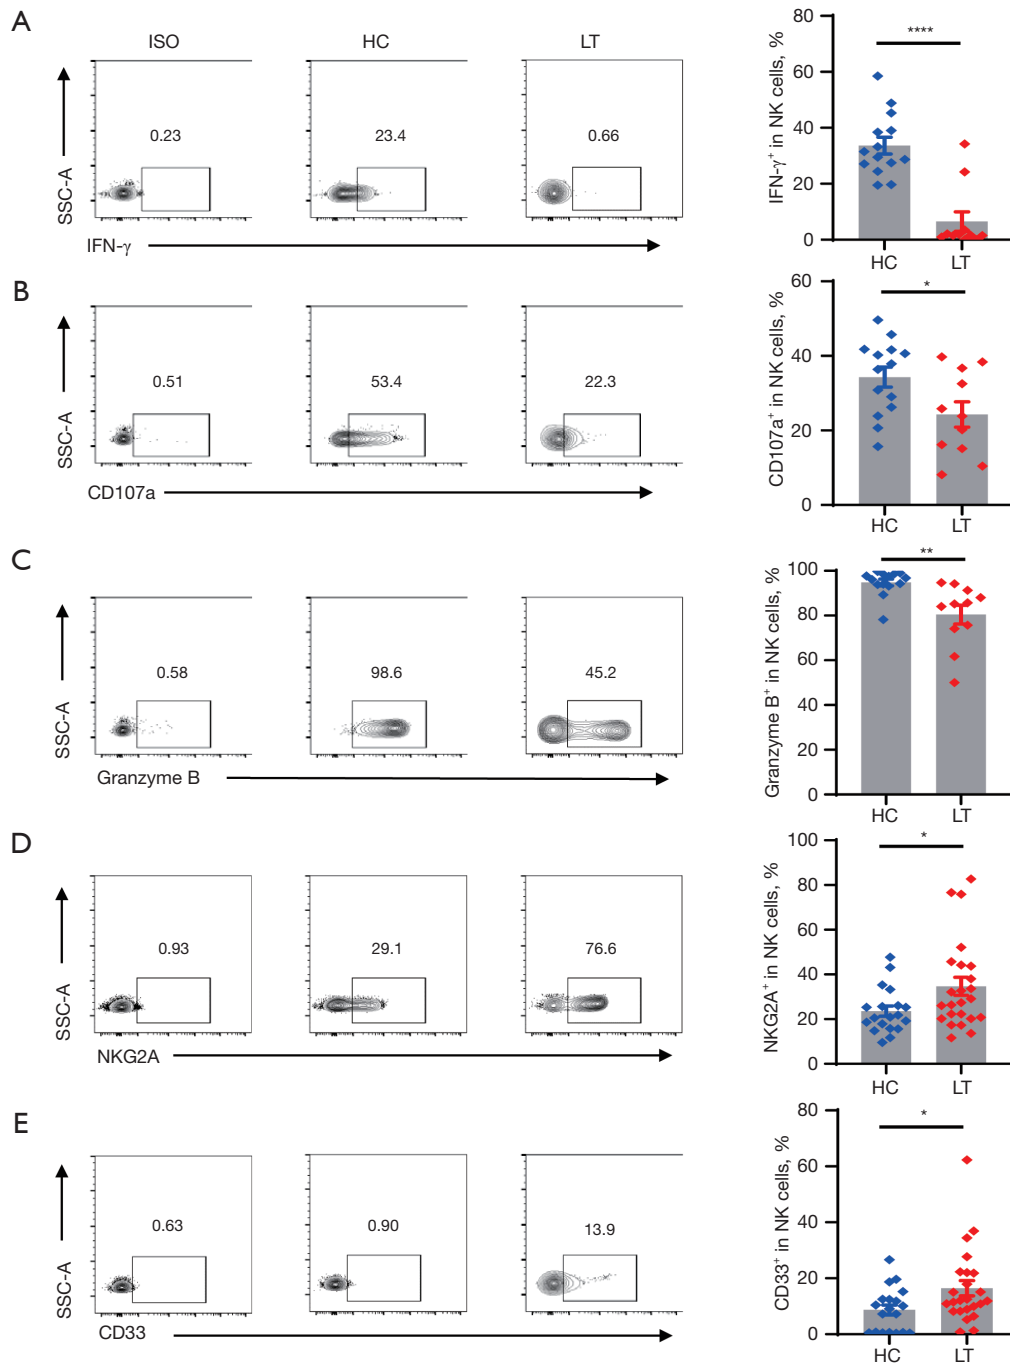 A
ISO
HC
LT
SSC-A
0.23
23.4
0.66
IFN-γ
IFN-γ+ in NK cells, %
80
60
40
20
0
****
HC
LT
B
SSC-A
0.51
53.4
22.3
CD107a
CD107a+ in NK cells, %
60
40
20
0
*
HC
LT
C
SSC-A
0.58
98.6
45.2
Granzyme B
Granzyme B+ in NK cells, %
100
80
60
40
20
0
**
HC
LT
D
SSC-A
0.93
29.1
76.6
NKG2A
NKG2A+ in NK cells, %
100
80
60
40
20
0
*
HC
LT
E
SSC-A
0.63
0.90
13.9
CD33
CD33+ in NK cells, %
80
60
40
20
0
*
HC
LT